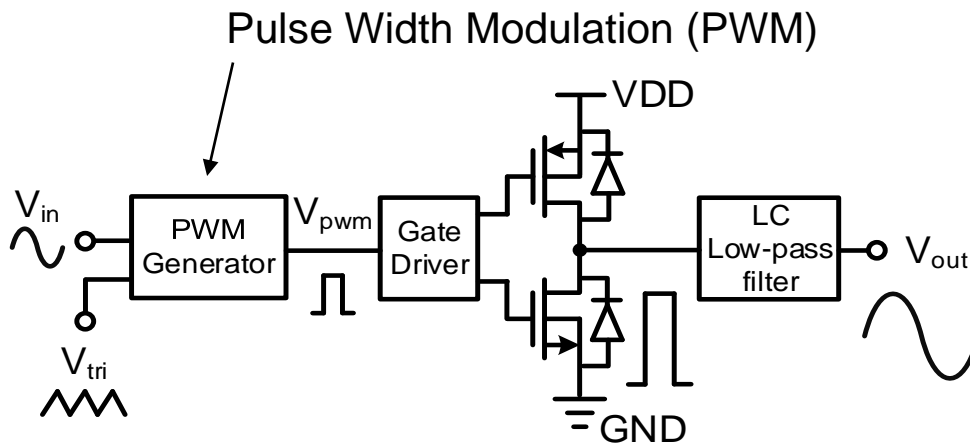 Pulse Width Modulation (PWM)
VDD
V_in
PWM
Generator
V_pwm
Gate
Driver
LC
Low-pass
filter
V_out
V_tri
GND